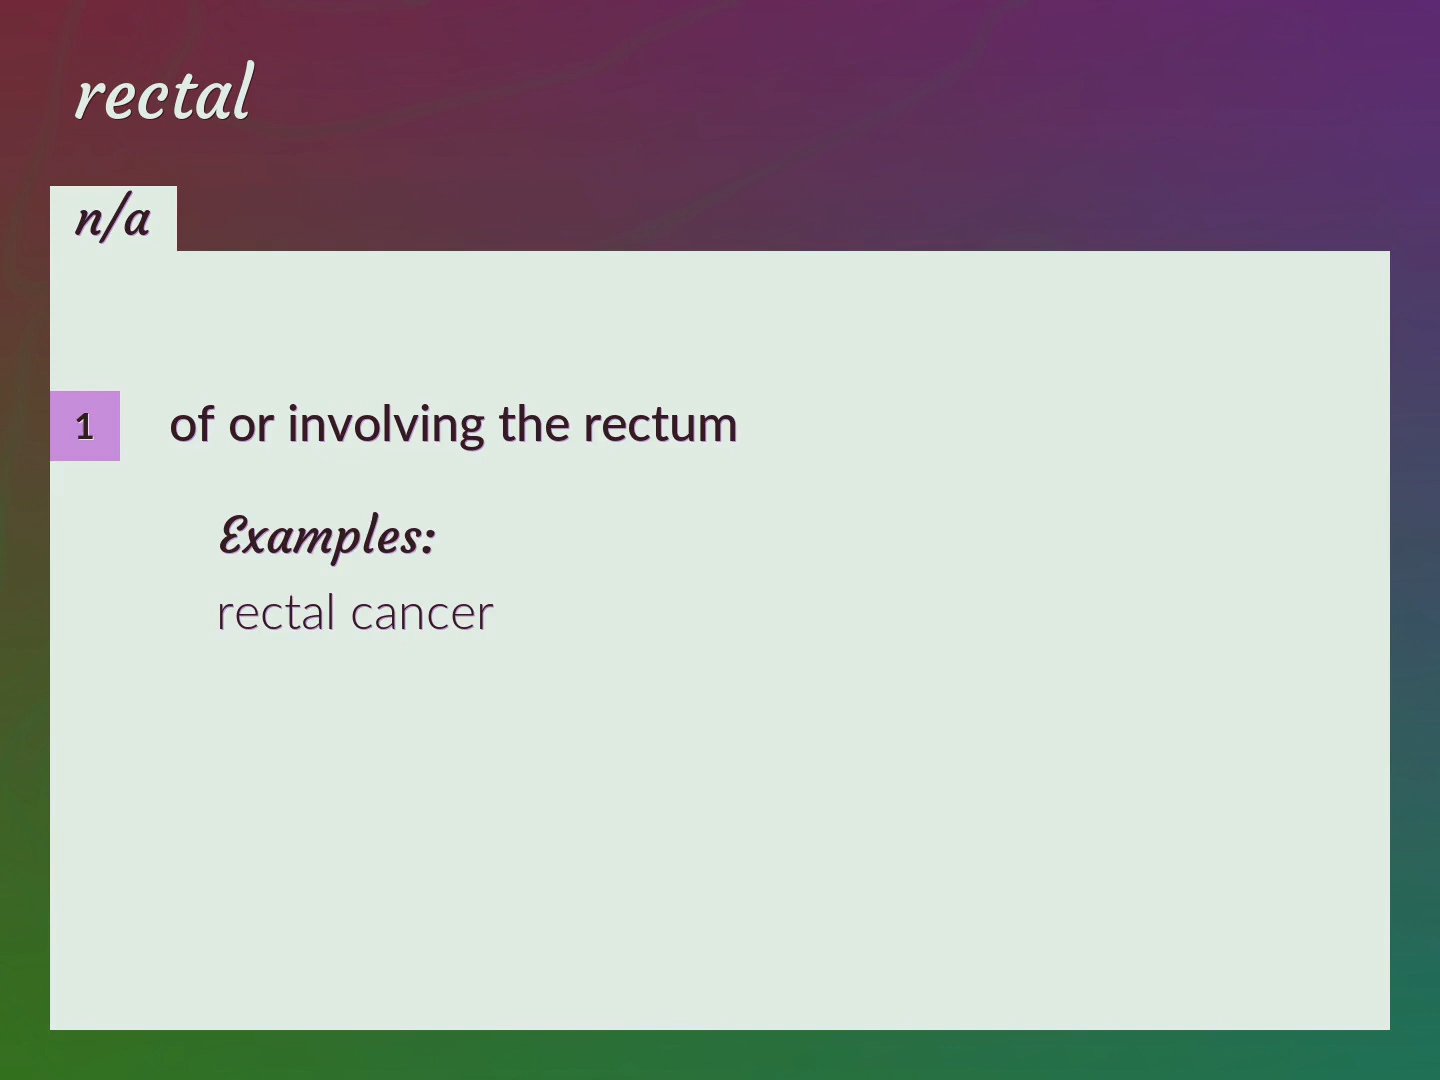 rectal
n/a
1 of or involving the rectum
Examples:
rectal cancer